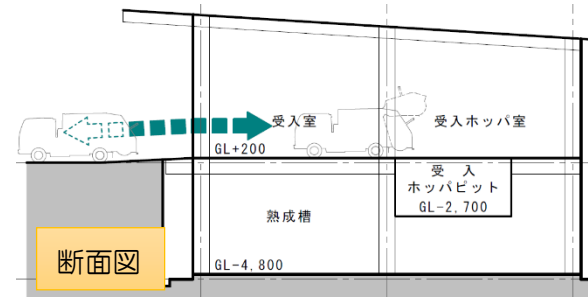 受入室
受入ホッパ室
GL+200
受　入
ホッパピット
GL-2,700
熟成槽
断面図
GL-4,800